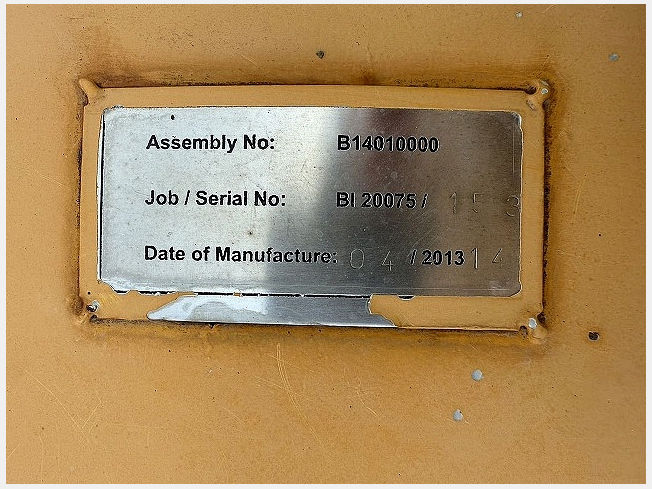 Assembly No: B14010000
Job / Serial No: BI 20075 / 153
Date of Manufacture: 04 / 2013 14